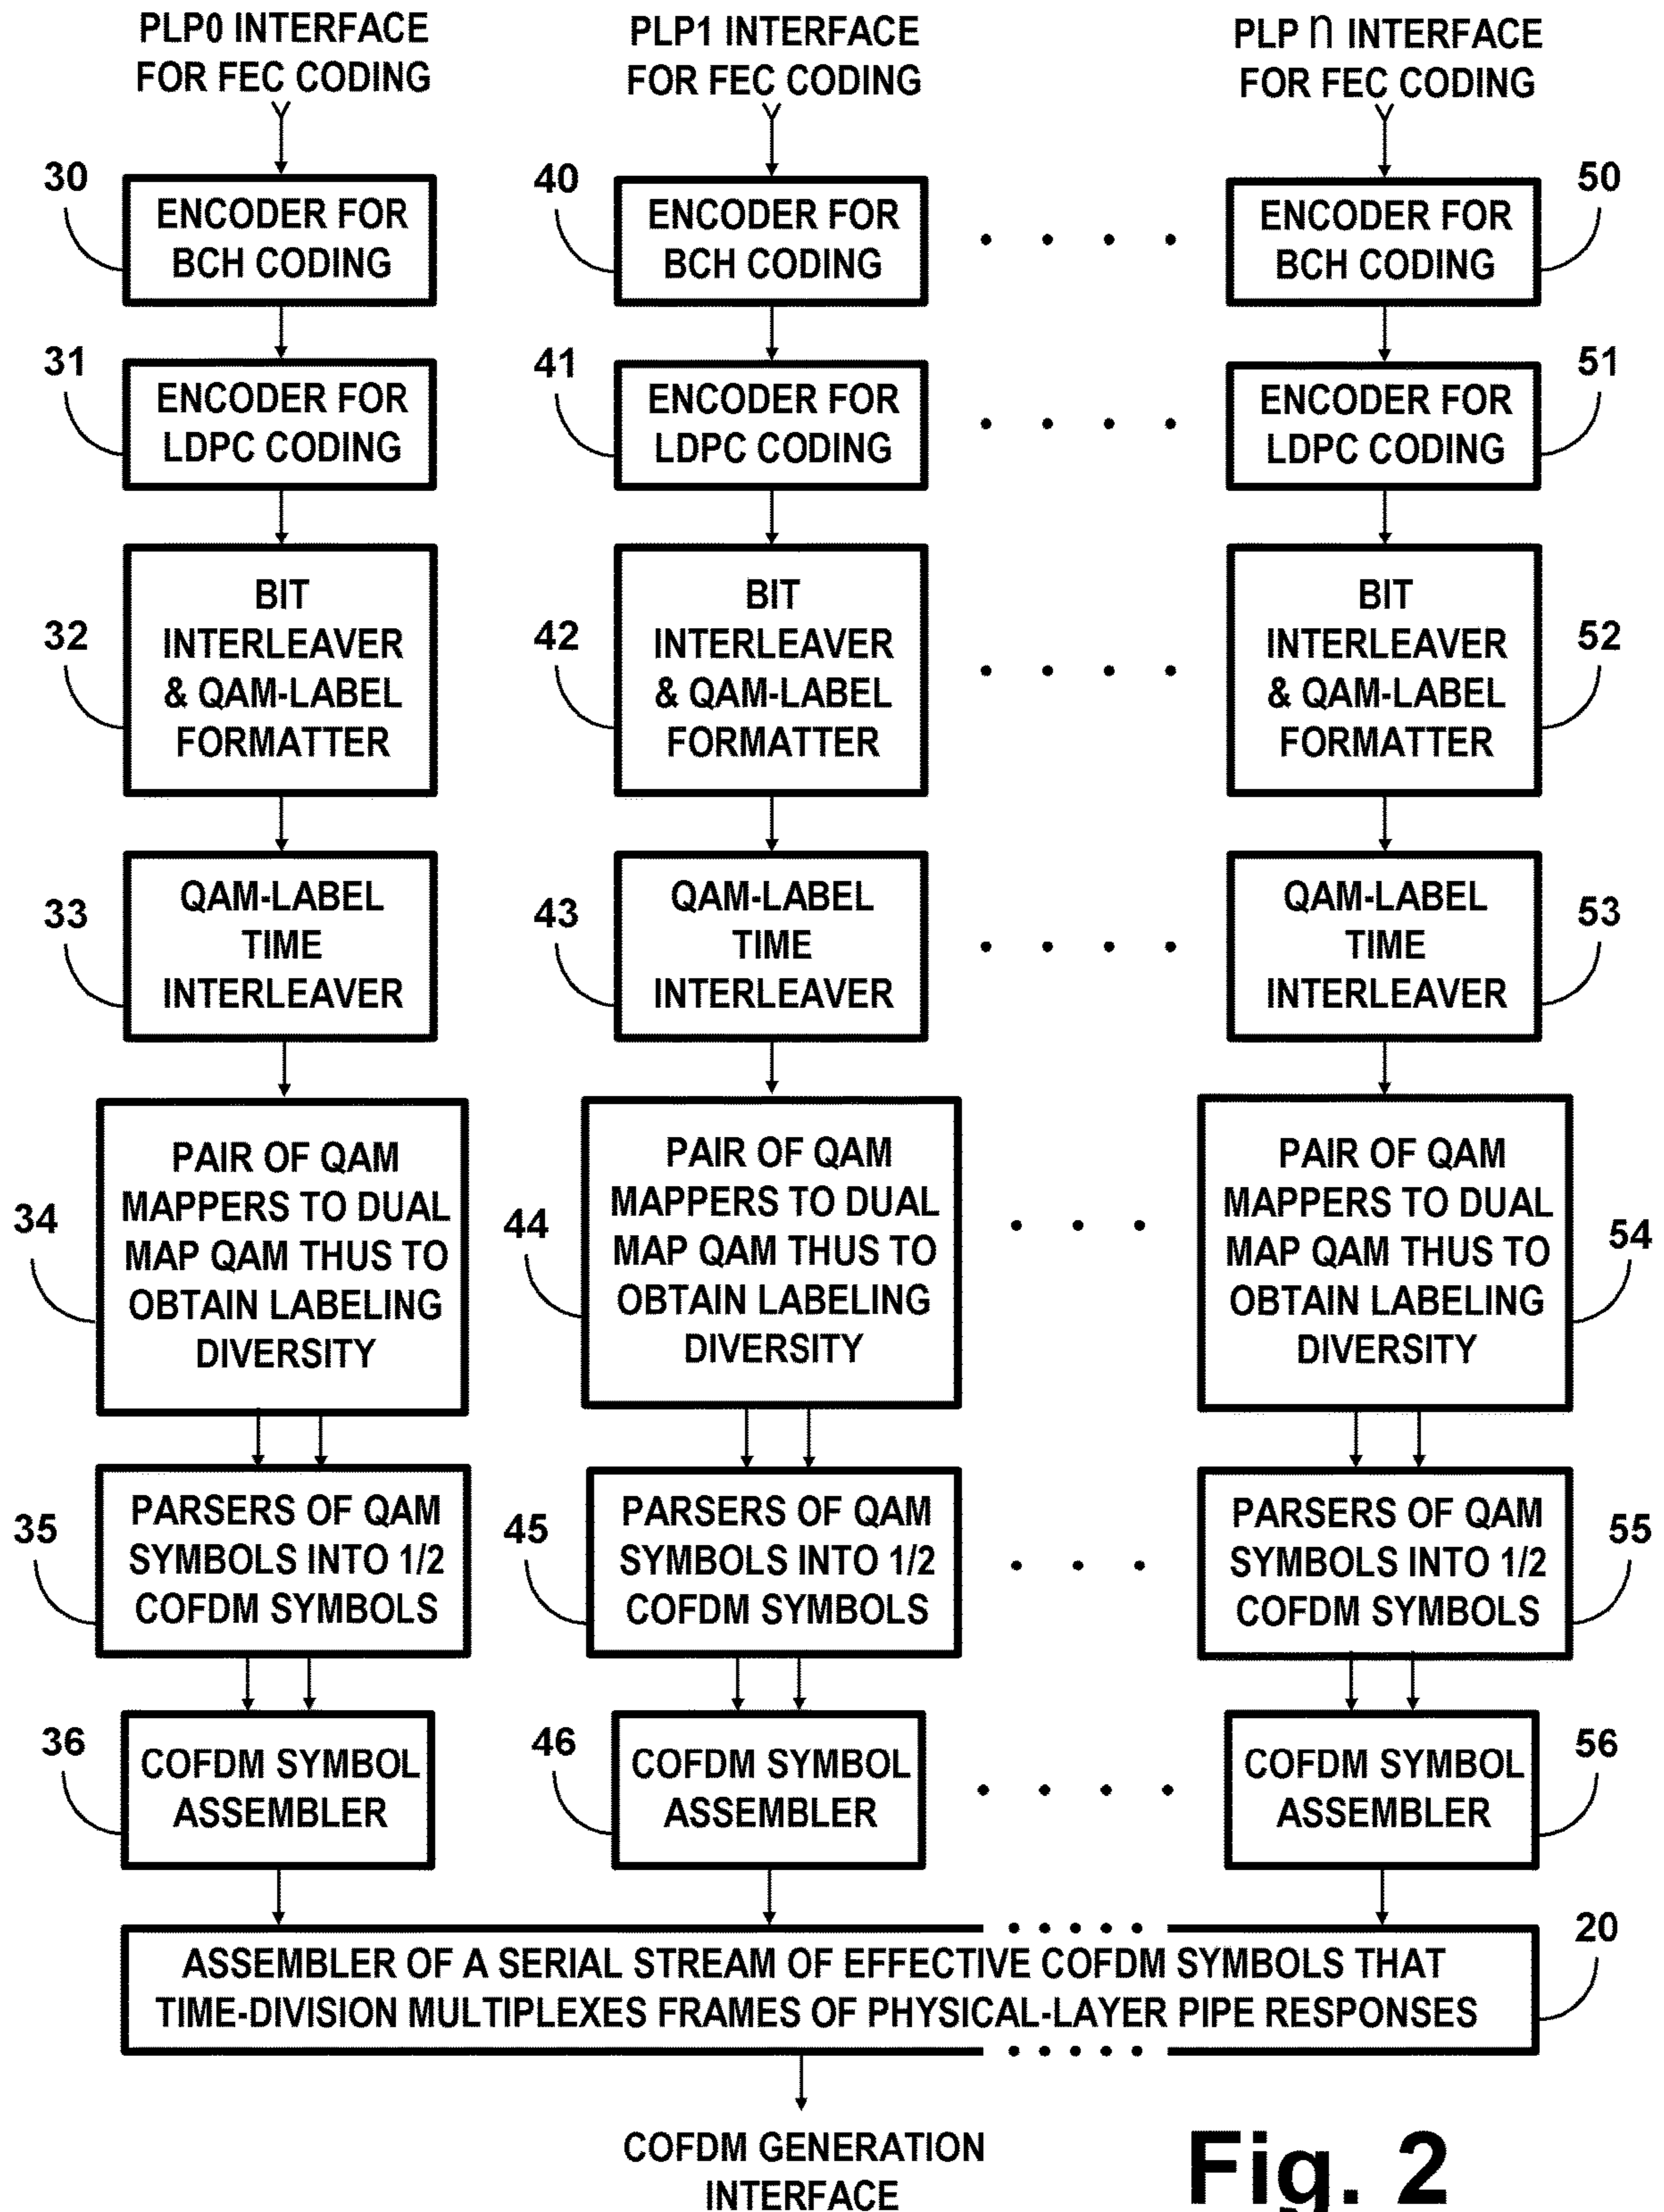 PLP0 INTERFACE
FOR FEC CODING
PLP1 INTERFACE
FOR FEC CODING
PLP n INTERFACE
FOR FEC CODING
30
ENCODER FOR
BCH CODING
40
ENCODER FOR
BCH CODING
50
ENCODER FOR
BCH CODING
31
ENCODER FOR
LDPC CODING
41
ENCODER FOR
LDPC CODING
51
ENCODER FOR
LDPC CODING
32
BIT
INTERLEAVER
& QAM-LABEL
FORMATTER
42
BIT
INTERLEAVER
& QAM-LABEL
FORMATTER
52
BIT
INTERLEAVER
& QAM-LABEL
FORMATTER
33
QAM-LABEL
TIME
INTERLEAVER
43
QAM-LABEL
TIME
INTERLEAVER
53
QAM-LABEL
TIME
INTERLEAVER
34
PAIR OF QAM
MAPPERS TO DUAL
MAP QAM THUS TO
OBTAIN LABELING
DIVERSITY
44
PAIR OF QAM
MAPPERS TO DUAL
MAP QAM THUS TO
OBTAIN LABELING
DIVERSITY
54
PAIR OF QAM
MAPPERS TO DUAL
MAP QAM THUS TO
OBTAIN LABELING
DIVERSITY
35
PARSERS OF QAM
SYMBOLS INTO 1/2
COFDM SYMBOLS
45
PARSERS OF QAM
SYMBOLS INTO 1/2
COFDM SYMBOLS
55
PARSERS OF QAM
SYMBOLS INTO 1/2
COFDM SYMBOLS
36
COFDM SYMBOL
ASSEMBLER
46
COFDM SYMBOL
ASSEMBLER
56
COFDM SYMBOL
ASSEMBLER
20
ASSEMBLER OF A SERIAL STREAM OF EFFECTIVE COFDM SYMBOLS THAT
TIME-DIVISION MULTIPLEXES FRAMES OF PHYSICAL-LAYER PIPE RESPONSES
COFDM GENERATION
INTERFACE
Fig. 2